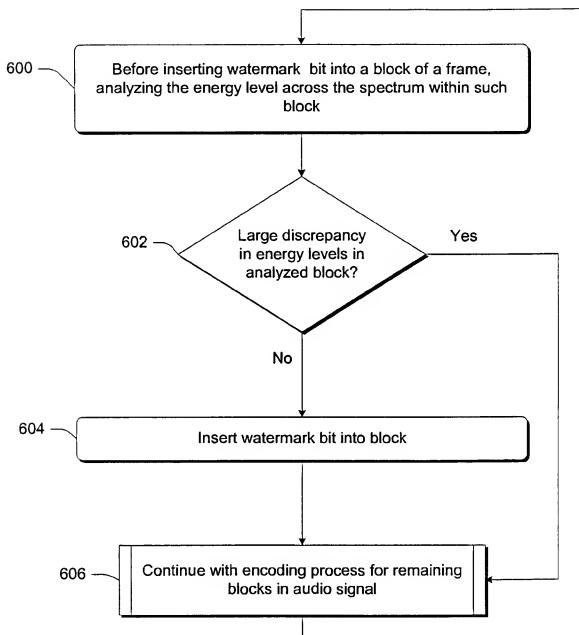 600
Before inserting watermark bit into a block of a frame,
analyzing the energy level across the spectrum within such
block
602
Large discrepancy
in energy levels in
analyzed block?
Yes
No
604
Insert watermark bit into block
606
Continue with encoding process for remaining
blocks in audio signal